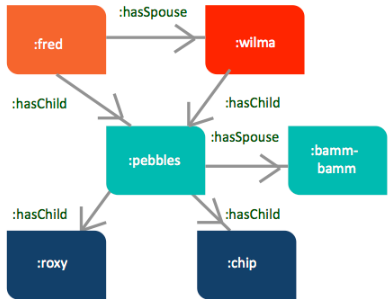 :hasSpouse
:fred
:wilma
:hasChild
:hasChild
:hasSpouse
:pebbles
:bamm-
bamm
:hasChild
:hasChild
:roxy
:chip